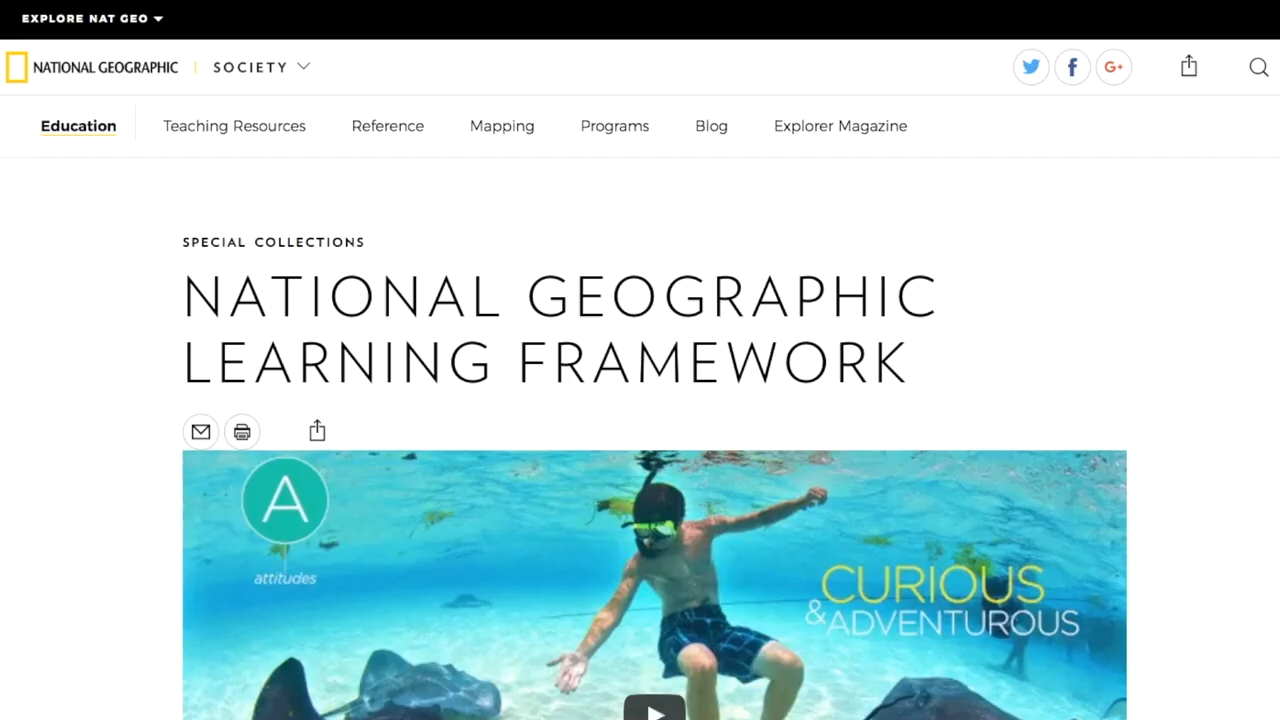 EXPLORE NAT GEO
NATIONAL GEOGRAPHIC
SOCIETY
G+
Education
Teaching Resources
Reference
Mapping
Programs
Blog
Explorer Magazine
SPECIAL COLLECTIONS
NATIONAL GEOGRAPHIC
LEARNING FRAMEWORK
A
attitudes
CURIOUS
&ADVENTUROUS